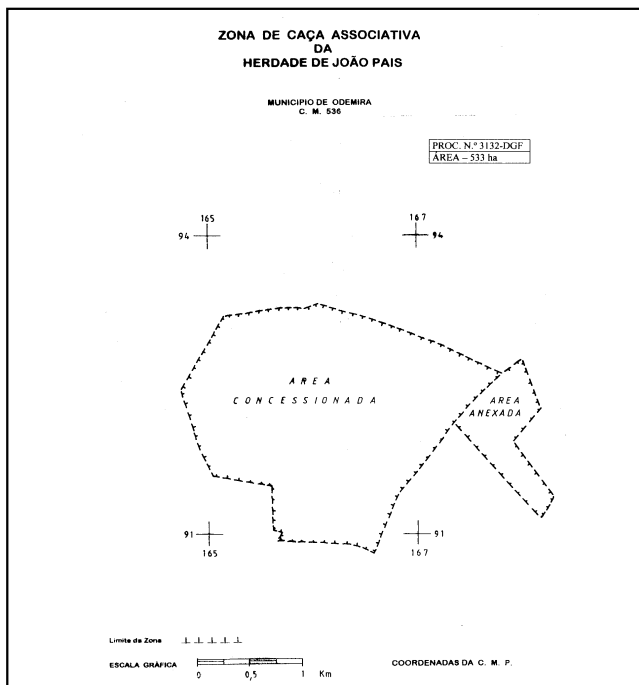 ZONA DE CAÇA ASSOCIATIVA
DA
HERDADE DE JOÃO PAIS
MUNICIPIO DE ODEMIRA
C. M. 536
PROC. N.º 3132-DGF
ÁREA – 533 ha
165
94
167
94
AREA
CONCESSIONADA
AREA
ANEXADA
91
165
91
167
Limite da Zona
ESCALA GRÁFICA
0 0,5 1 Km
COORDENADAS DA C. M. P.